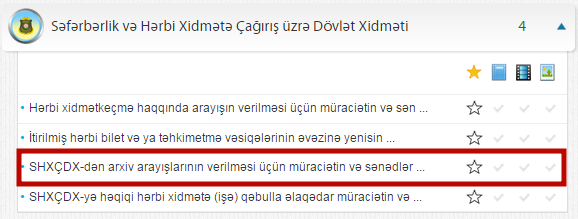 Səfərbərlik və Hərbi Xidmətə Çağırış üzrə Dövlət Xidməti 4
Hərbi xidmətkeçmə haqqında arayışın verilməsi üçün müraciətin və sən ...
İtirilmiş hərbi bilet və ya təhkimetmə vəsiqələrinin əvəzinə yenisin ...
SHXÇDX-dən arxiv arayışlarının verilməsi üçün müraciətin və sənədlər ...
SHXÇDX-yə həqiqi hərbi xidmətə (işə) qəbulla əlaqədar müraciətin və ...